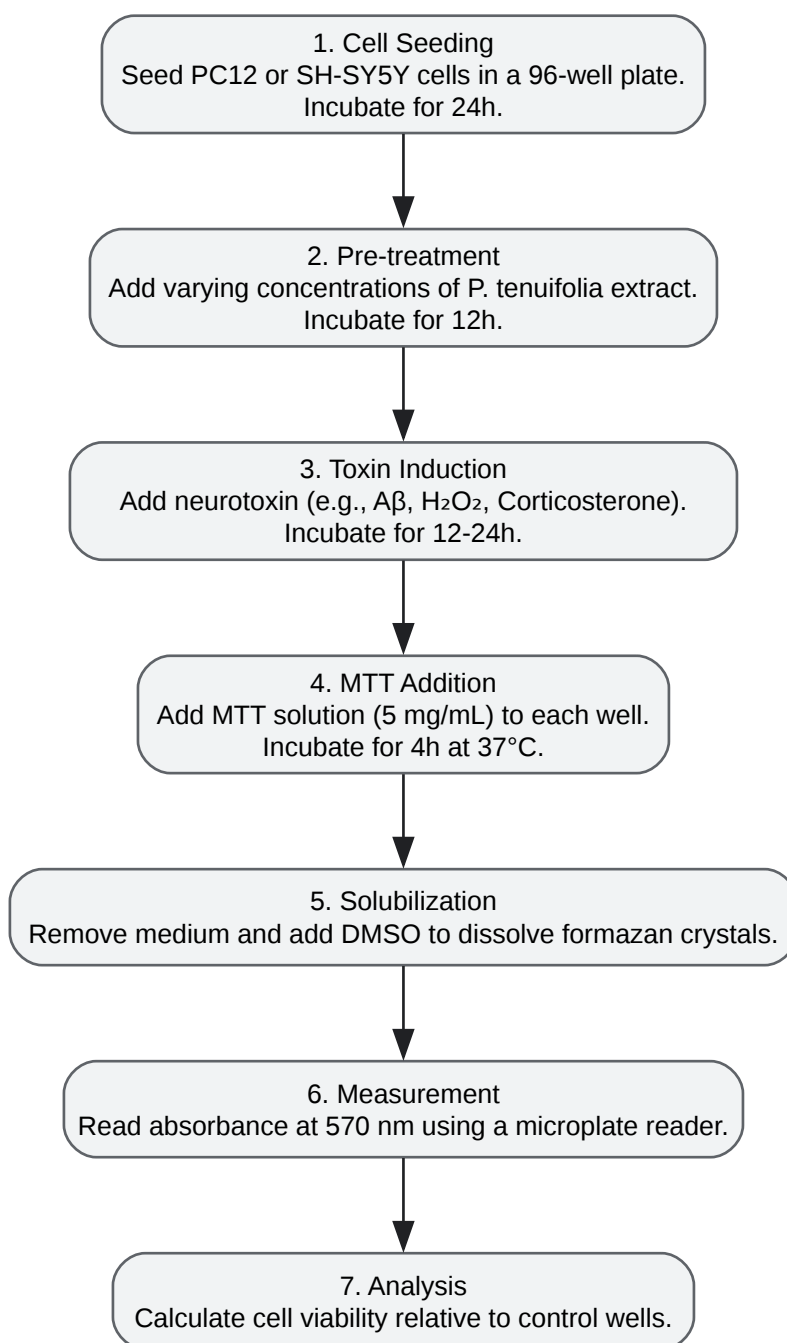 1. Cell Seeding
Seed PC12 or SH-SY5Y cells in a 96-well plate.
Incubate for 24h.
2. Pre-treatment
Add varying concentrations of P. tenuifolia extract.
Incubate for 12h.
3. Toxin Induction
Add neurotoxin (e.g., Aβ, H₂O₂, Corticosterone).
Incubate for 12-24h.
4. MTT Addition
Add MTT solution (5 mg/mL) to each well.
Incubate for 4h at 37°C.
5. Solubilization
Remove medium and add DMSO to dissolve formazan crystals.
6. Measurement
Read absorbance at 570 nm using a microplate reader.
7. Analysis
Calculate cell viability relative to control wells.